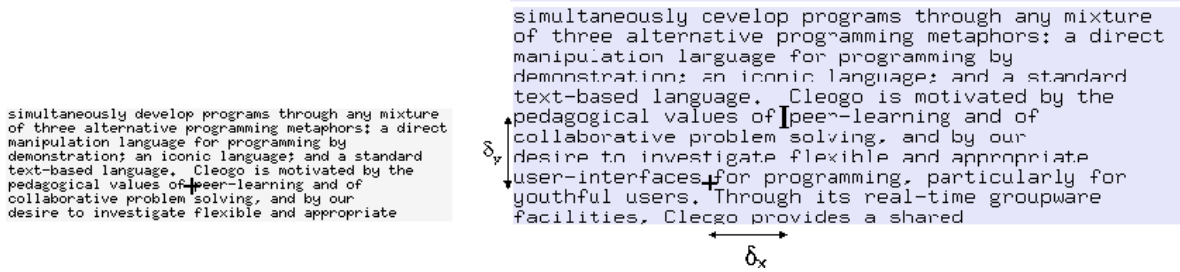 simultaneously develop programs through any mixture
of three alternative programming metaphors: a direct
manipulation language for programming by
demonstration; an iconic language; and a standard
text-based language. Cleogo is motivated by the
pedagogical values of peer-learning and of
collaborative problem solving, and by our
desire to investigate flexible and appropriate
simultaneously cevelop programs through any mixture
of three alternative programming metaphors: a direct
manipulation larguage for programming by
demonstration; an iconic language; and a standard
text-based language. Cleogo is motivated by the
pedagogical values of peer-learning and of
collaborative problem solving, and by our
desire to investigate flexible and appropriate
user-interfaces for programming, particularly for
youthful users. Through its real-time groupware
facilities, Clecgo provides a shared
δy
δx